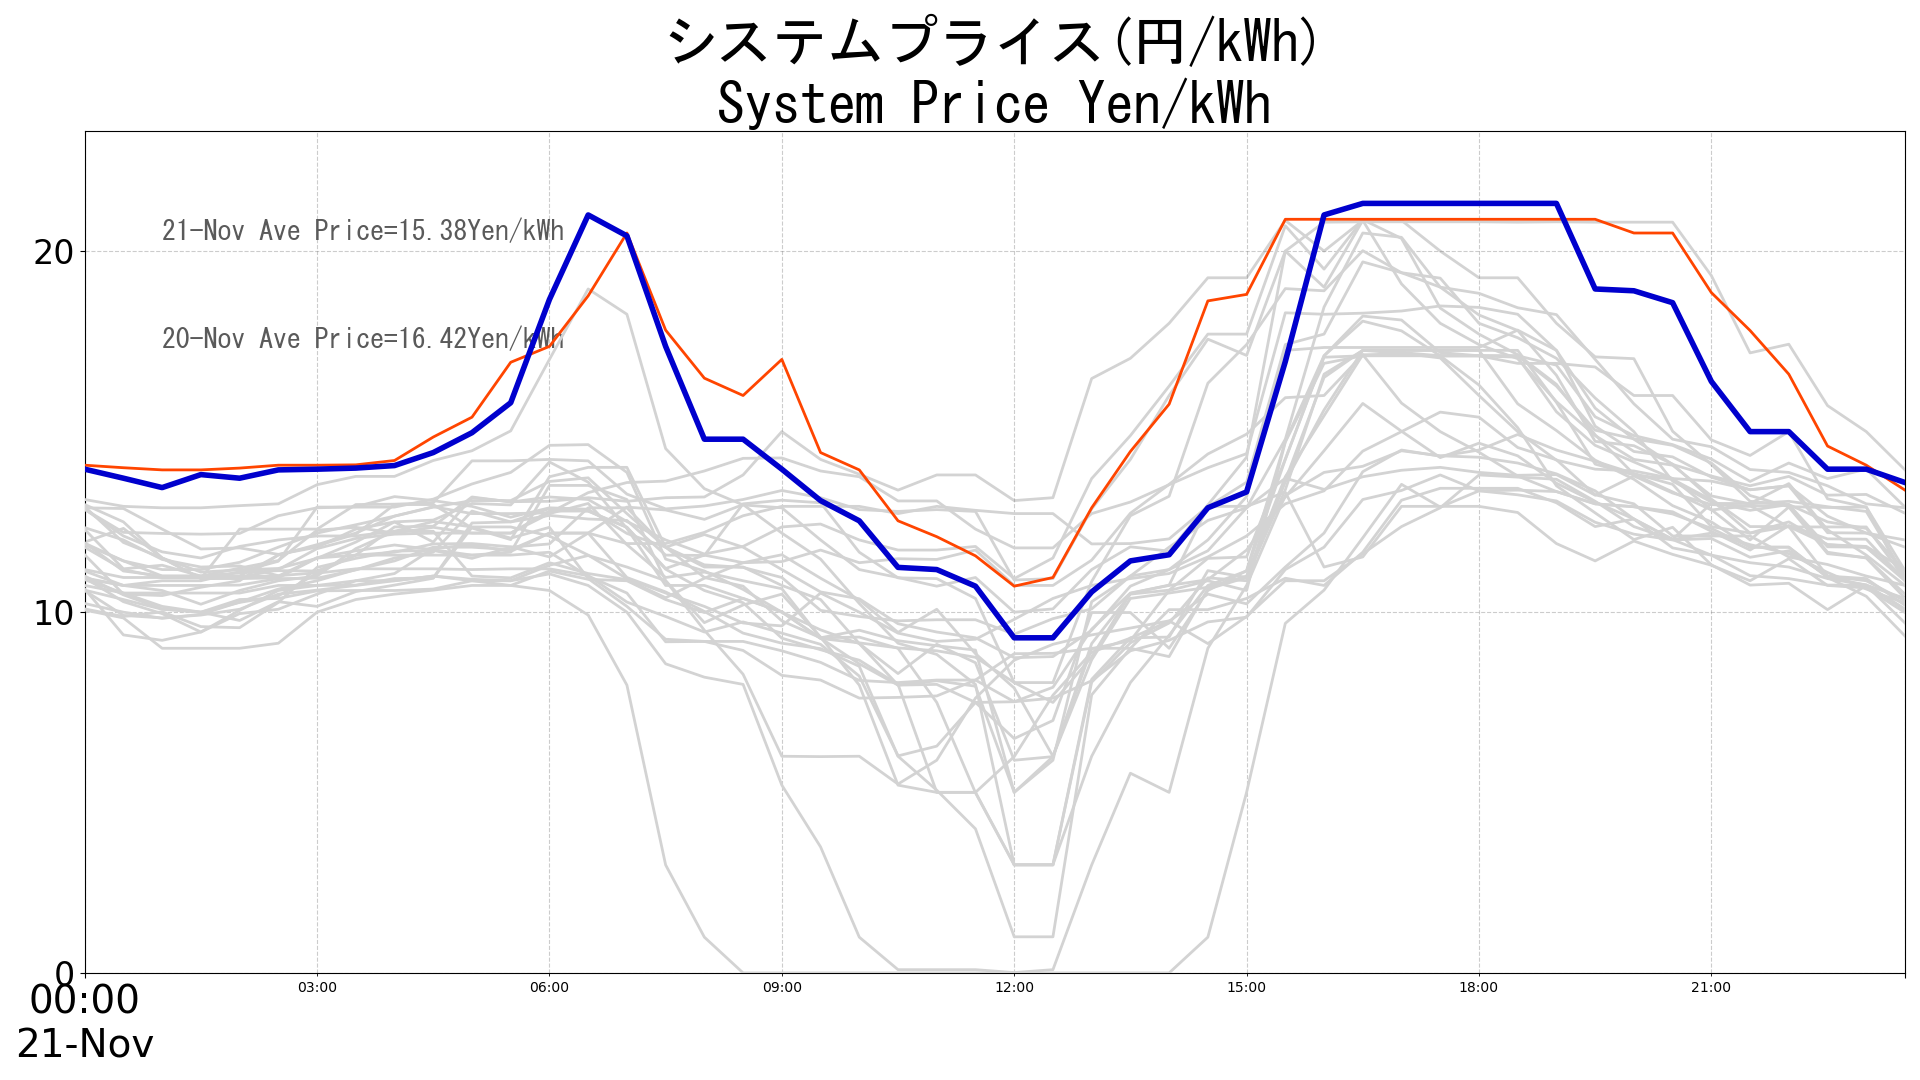 システムプライス(円/kWh)
System Price Yen/kWh
21-Nov Ave Price=15.38Yen/kWh
20-Nov Ave Price=16.42Yen/kWh
20
10
0
00:00
03:00
06:00
09:00
12:00
15:00
18:00
21:00
21-Nov